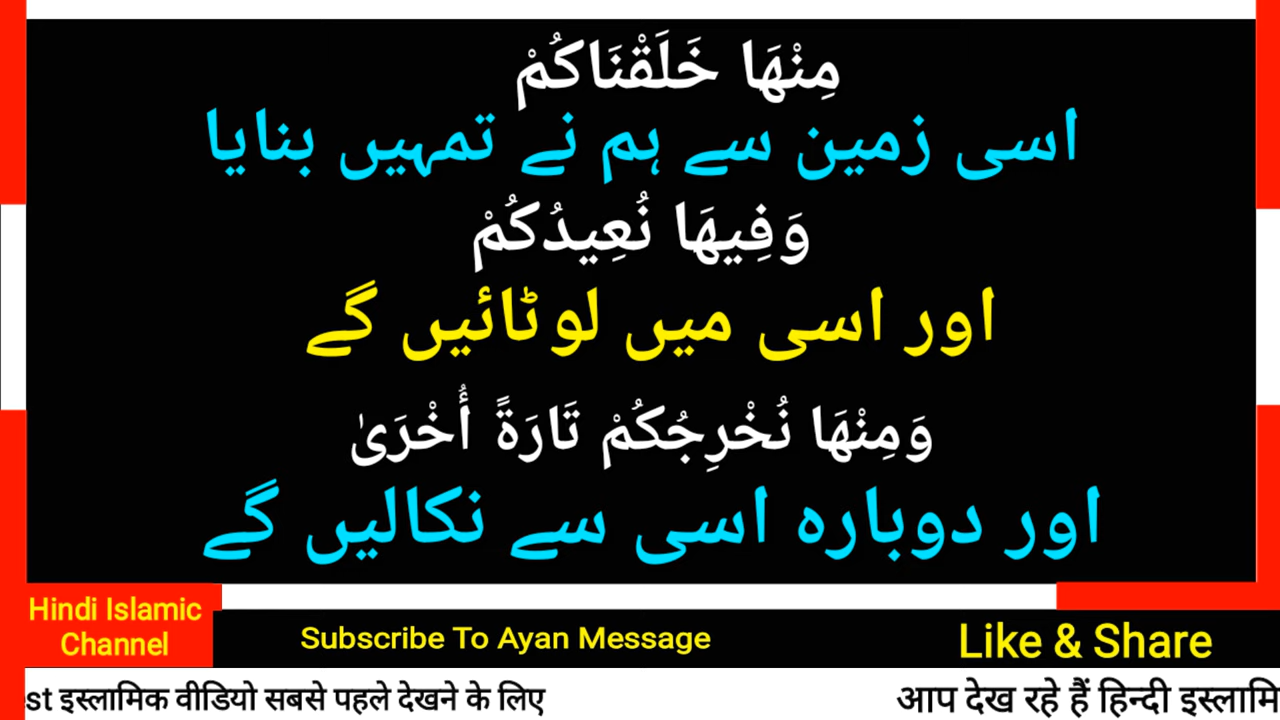 مِنْهَا خَلَقْنَاكُمْ
اسی زمین سے ہم نے تمہیں بنایا
وَفِيهَا نُعِيدُكُمْ
اور اسی میں لوٹائیں گے
وَمِنْهَا نُخْرِجُكُمْ تَارَةً أُخْرَىٰ
اور دوبارہ اسی سے نکالیں گے
Hindi Islamic
Channel
Subscribe To Ayan Message
Like & Share
st इस्लामिक वीडियो सबसे पहले देखने के लिए
आप देख रहे हैं हिन्दी इस्लामि